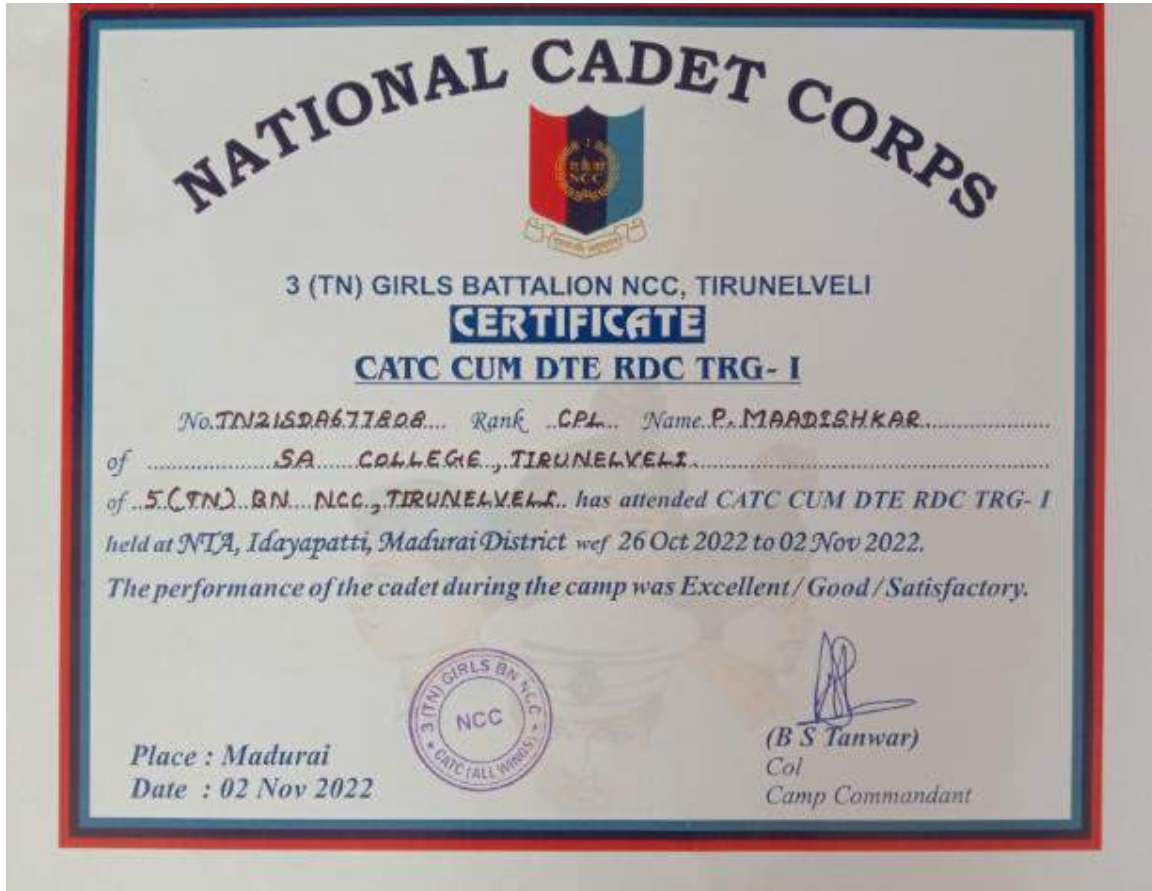 NATIONAL CADET CORPS
NCC
3 (TN) GIRLS BATTALION NCC, TIRUNELVELI
CERTIFICATE
CATC CUM DTE RDC TRG- I
No. TN21SDA677808 Rank CPL Name P. MAADISHKAR
of SA COLLEGE, TIRUNELVELI
of 5 (TN) BN NCC, TIRUNELVELI has attended CATC CUM DTE RDC TRG- I
held at NTA, Idayapatti, Madurai District wef 26 Oct 2022 to 02 Nov 2022.
The performance of the cadet during the camp was Excellent / Good / Satisfactory.
3 (TN) GIRLS BN NCC
NCC
CATC (ALL WINGS)
Place : Madurai
Date : 02 Nov 2022
(B S Tanwar)
Col
Camp Commandant